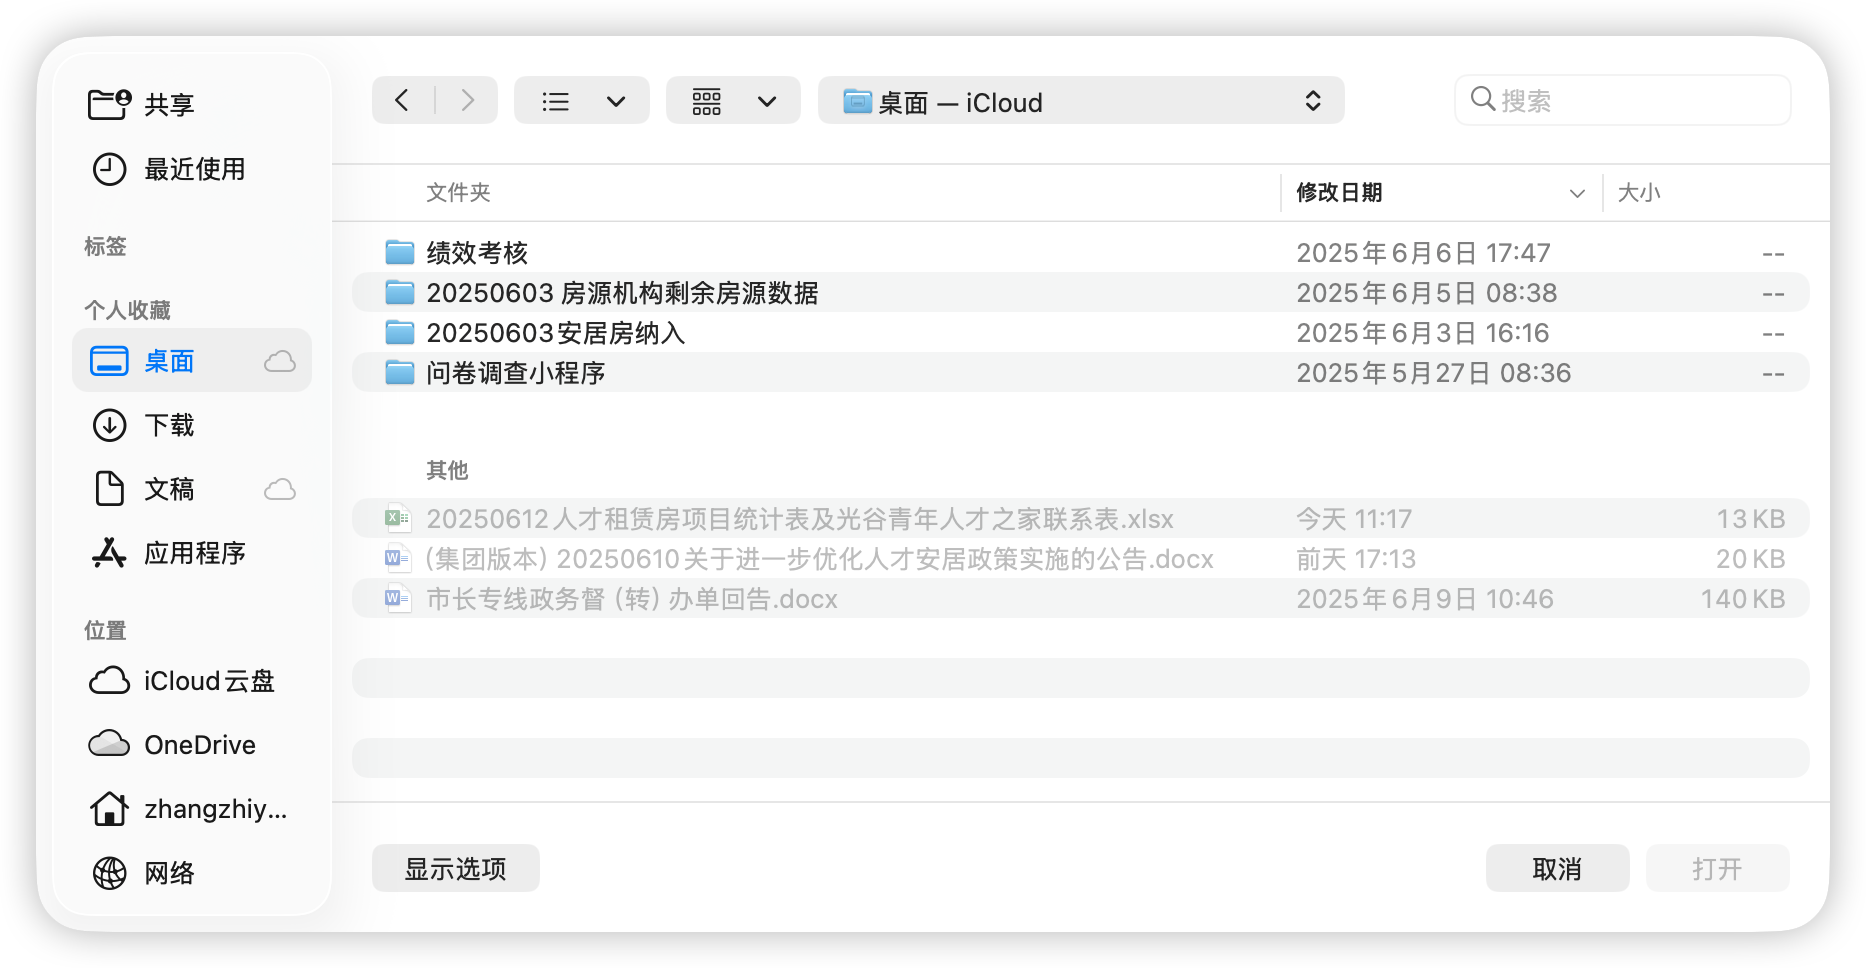 共享
最近使用
标签
个人收藏
桌面
下载
文稿
应用程序
位置
iCloud云盘
OneDrive
zhangzhiy...
网络
桌面 — iCloud
搜索
文件夹 修改日期 大小
绩效考核 2025年6月6日 17:47 --
20250603 房源机构剩余房源数据 2025年6月5日 08:38 --
20250603安居房纳入 2025年6月3日 16:16 --
问卷调查小程序 2025年5月27日 08:36 --
其他
20250612人才租赁房项目统计表及光谷青年人才之家联系表.xlsx 今天 11:17 13 KB
(集团版本) 20250610关于进一步优化人才安居政策实施的公告.docx 前天 17:13 20 KB
市长专线政务督 (转) 办单回告.docx 2025年6月9日 10:46 140 KB
显示选项 取消 打开